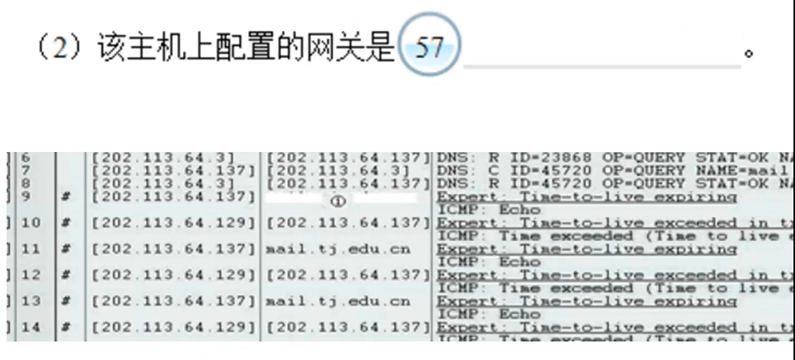 （2）该主机上配置的网关是 57 。
6 [202.113.64.3] [202.113.64.137] DNS: R ID=23868 OP=QUERY STAT=OK NA
7 [202.113.64.137] [202.113.64.3] DNS: C ID=45720 OP=QUERY NAME=mail
8 [202.113.64.3] [202.113.64.137] DNS: R ID=45720 OP=QUERY STAT=OK NA
9 # [202.113.64.137] ① Expert: Time-to-live expiring
ICMP: Echo
10 # [202.113.64.129] [202.113.64.137] Expert: Time-to-live exceeded in t
ICMP: Time exceeded (Time to live e
11 # [202.113.64.137] mail.tj.edu.cn Expert: Time-to-live expiring
ICMP: Echo
12 # [202.113.64.129] [202.113.64.137] Expert: Time-to-live exceeded in t
ICMP: Time exceeded (Time to live e
13 # [202.113.64.137] mail.tj.edu.cn Expert: Time-to-live expiring
ICMP: Echo
14 # [202.113.64.129] [202.113.64.137] Expert: Time-to-live exceeded in t
ICMP: Time exceeded (Time to live e